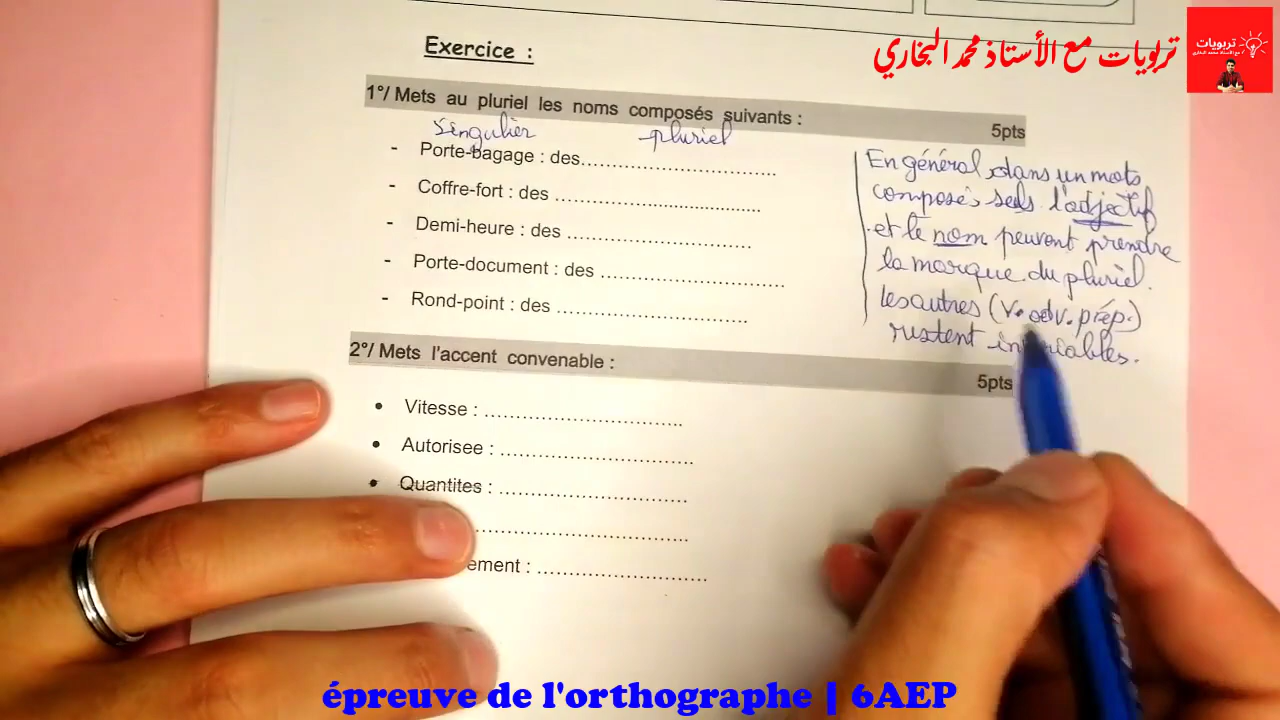 تربويات مع الأستاذ محمد البخاري
تربويات
Exercice :
1°/ Mets au pluriel les noms composés suivants :
5pts
singulier pluriel
- Porte-bagage : des..................................
- Coffre-fort : des ....................................
- Demi-heure : des ................................
- Porte-document : des ................................
- Rond-point : des ..................................
En général, dans un mots
composé, seuls l'adjectif
et le nom peuvent prendre
la marque du pluriel.
les autres (v. adv. prép.)
restent
2°/ Mets l'accent convenable :
5pts
• Vitesse : ..................................
• Autorisee : ..................................
• Quantites : ..................................
..................................
ement : ..............................
épreuve de l'orthographe | 6AEP